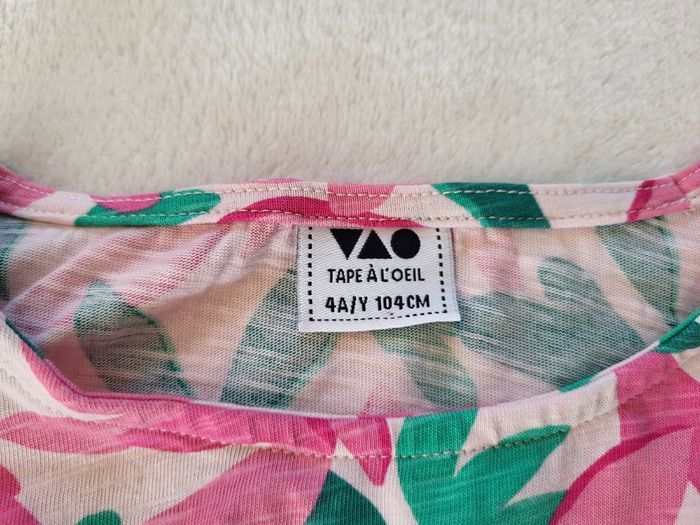 TAPE À L'OEIL
4A/Y 104CM